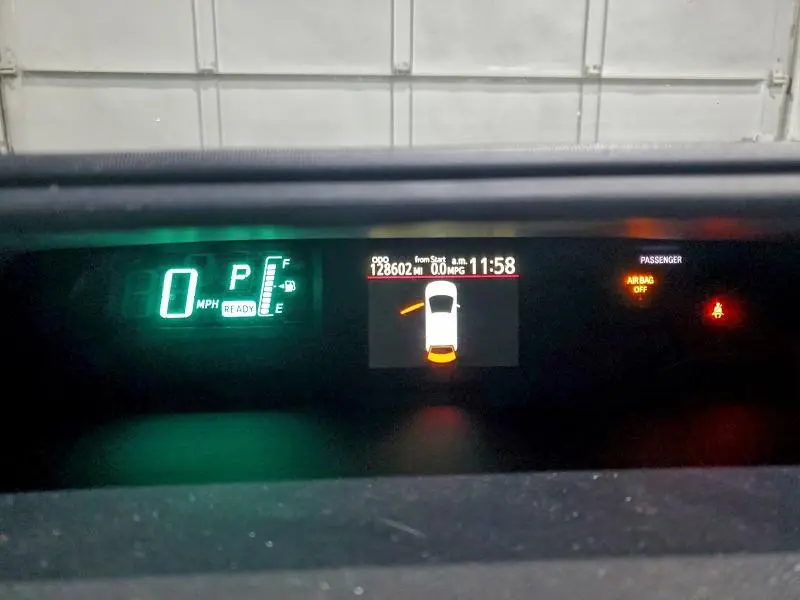 0 MPH
P
READY
F
E
ODO
128602 MI
from Start
0.0 MPG
a.m.
11:58
PASSENGER
AIR BAG
OFF